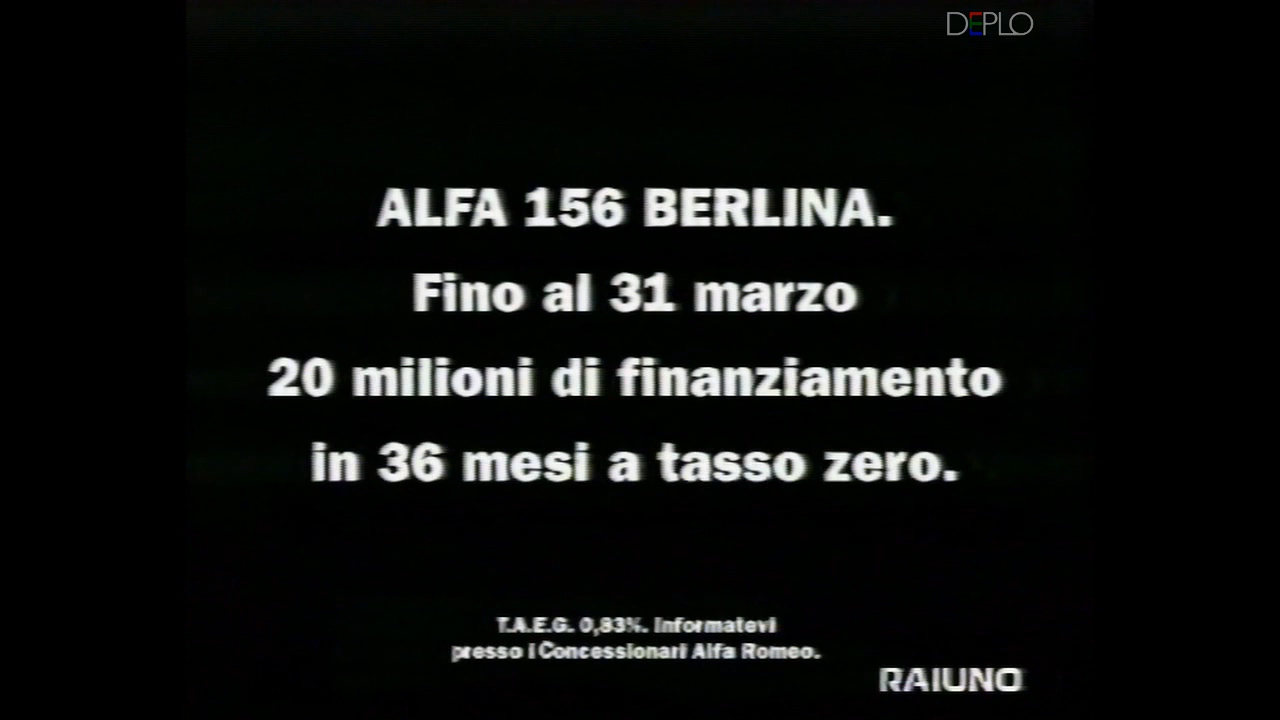 DEPLO
ALFA 156 BERLINA.
Fino al 31 marzo
20 milioni di finanziamento
in 36 mesi a tasso zero.
T.A.E.G. 0,83%. Informatevi
presso i Concessionari Alfa Romeo.
RAIUNO